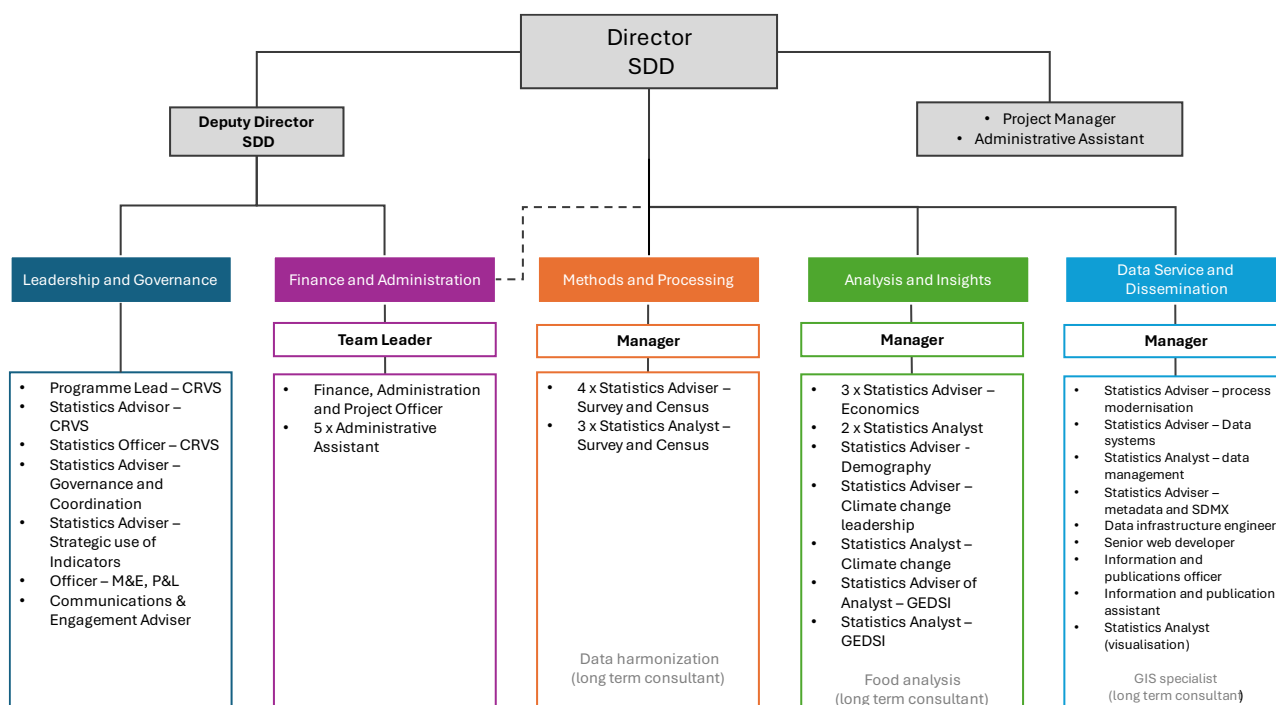 Director
SDD
Deputy Director
SDD
• Project Manager
• Administrative Assistant
Leadership and Governance
Finance and Administration
Methods and Processing
Analysis and Insights
Data Service and
Dissemination
Team Leader
Manager
Manager
Manager
• Programme Lead – CRVS
• Statistics Advisor –
CRVS
• Statistics Officer – CRVS
• Statistics Adviser –
Governance and
Coordination
• Statistics Adviser –
Strategic use of
Indicators
• Officer – M&E, P&L
• Communications &
Engagement Adviser
• Finance, Administration
and Project Officer
• 5 x Administrative
Assistant
• 4 x Statistics Adviser –
Survey and Census
• 3 x Statistics Analyst –
Survey and Census
Data harmonization
(long term consultant)
• 3 x Statistics Adviser –
Economics
• 2 x Statistics Analyst
• Statistics Adviser -
Demography
• Statistics Adviser –
Climate change
leadership
• Statistics Analyst –
Climate change
• Statistics Adviser of
Analyst – GEDSI
• Statistics Analyst –
GEDSI
Food analysis
(long term consultant)
• Statistics Adviser – process
modernisation
• Statistics Adviser – Data
systems
• Statistics Analyst – data
management
• Statistics Adviser –
metadata and SDMX
• Data infrastructure engineer
• Senior web developer
• Information and
publications officer
• Information and publication
assistant
• Statistics Analyst
(visualisation)
GIS specialist
(long term consultant)